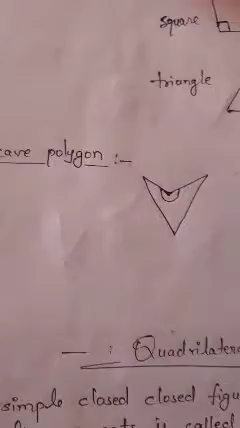 square
triangle
cave polygon :-
— : Quadrilatera
simple closed closed figu
is called